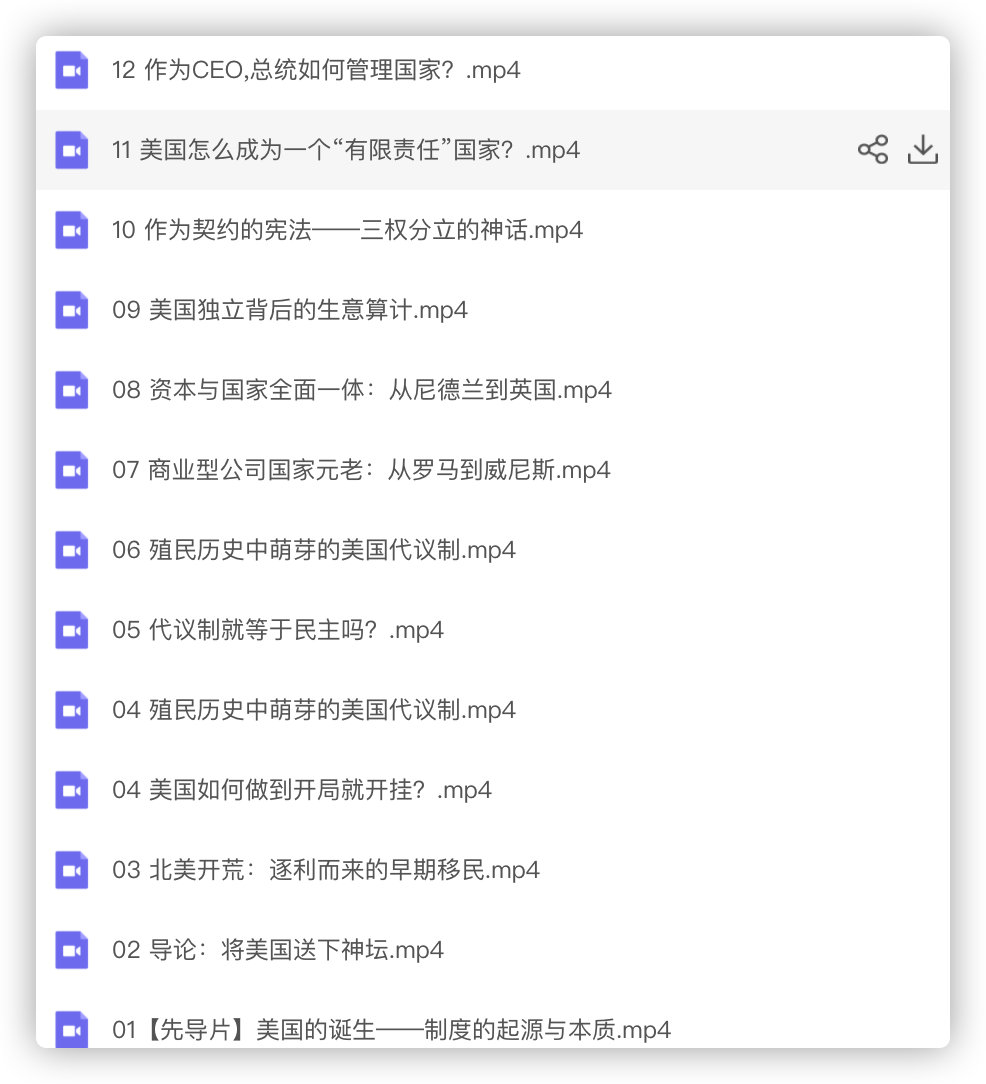 12 作为CEO,总统如何管理国家？.mp4
11 美国怎么成为一个“有限责任”国家？.mp4
10 作为契约的宪法——三权分立的神话.mp4
09 美国独立背后的生意算计.mp4
08 资本与国家全面一体：从尼德兰到英国.mp4
07 商业型公司国家元老：从罗马到威尼斯.mp4
06 殖民历史中萌芽的美国代议制.mp4
05 代议制就等于民主吗？.mp4
04 殖民历史中萌芽的美国代议制.mp4
04 美国如何做到开局就开挂？.mp4
03 北美开荒：逐利而来的早期移民.mp4
02 导论：将美国送下神坛.mp4
01【先导片】美国的诞生——制度的起源与本质.mp4